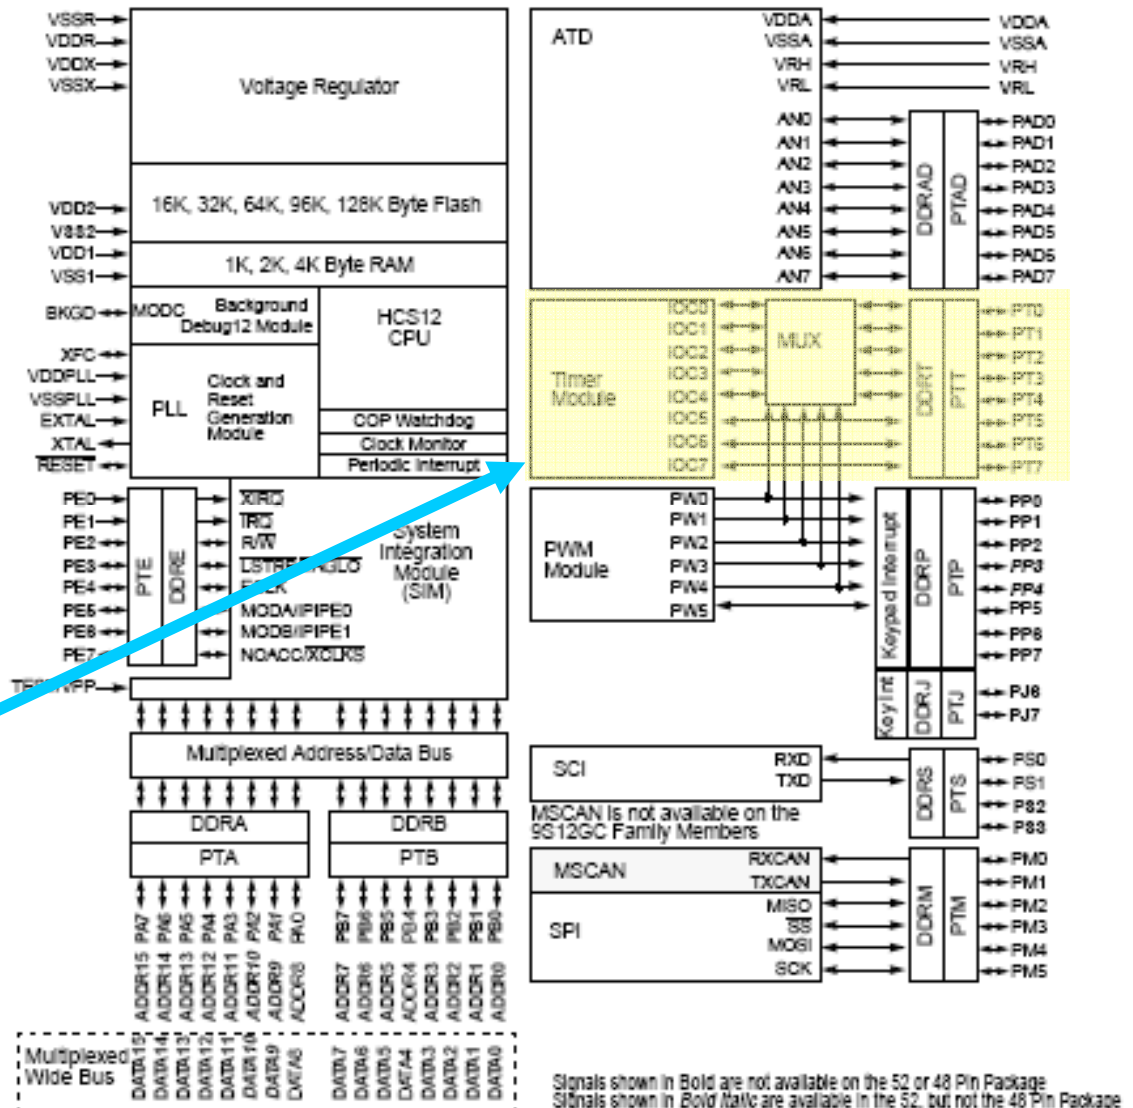 VSSR
VDDR
VDDX
VSSX
Voltage Regulator
VDD2
VSS2
16K, 32K, 64K, 96K, 128K Byte Flash
VDD1
VSS1
1K, 2K, 4K Byte RAM
BKGD
MODC
Background
Debug12 Module
HCS12
CPU
XFC
VDDPLL
VSSPLL
EXTAL
XTAL
RESET
PLL
Clock and
Reset
Generation
Module
COP Watchdog
Clock Monitor
Periodic Interrupt
PE0
PE1
PE2
PE3
PE4
PE5
PE6
PE7
PTE
DDRE
XIRQ
IRQ
R/W
MODA/IPIPE0
MODB/IPIPE1
NOACC/XCLKS
System
Integration
Module
(SIM)
Multiplexed Address/Data Bus
DDRA
DDRB
PTA
PTB
PA7
PA6
PA5
PA4
PA3
PA2
PA1
PA0
PB7
PB6
PB5
PB4
PB3
PB2
PB1
PB0
ADDR15
ADDR14
ADDR13
ADDR12
ADDR11
ADDR10
ADDR9
ADDR8
ADDR7
ADDR6
ADDR5
ADDR4
ADDR3
ADDR2
ADDR1
ADDR0
Multiplexed
Wide Bus
DATA15
DATA14
DATA13
DATA12
DATA11
DATA10
DATA9
DATA8
DATA7
DATA6
DATA5
DATA4
DATA3
DATA2
DATA1
DATA0
ATD
VDDA
VSSA
VRH
VRL
VDDA
VSSA
VRH
VRL
AN0
AN1
AN2
AN3
AN4
AN5
AN6
AN7
DDRAD
PTAD
PAD0
PAD1
PAD2
PAD3
PAD4
PAD5
PAD6
PAD7
Timer
Module
IOC0
IOC1
IOC2
IOC3
IOC4
IOC5
IOC6
IOC7
MUX
DDRT
PTT
PT0
PT1
PT2
PT3
PT4
PT5
PT6
PT7
PWM
Module
PW0
PW1
PW2
PW3
PW4
PW5
Keypad Interrupt
DDRP
PTP
PP0
PP1
PP2
PP3
PP4
PP5
PP6
PP7
Key Int
DDRJ
PTJ
PJ6
PJ7
SCI
RXD
TXD
DDRS
PTS
PS0
PS1
PS2
PS3
MSCAN is not available on the
9S12GC Family Members
MSCAN
RXCAN
TXCAN
SPI
MISO
SS
MOSI
SCK
DDRM
PTM
PM0
PM1
PM2
PM3
PM4
PM5
Signals shown in Bold are not available on the 52 or 48 Pin Package
Signals shown in Bold Italic are available in the 52, but not the 48 Pin Package